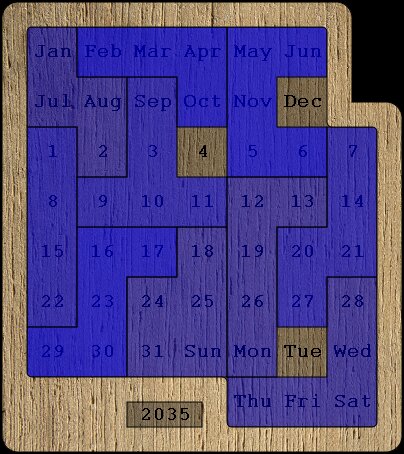 Jan Feb Mar Apr May Jun
Jul Aug Sep Oct Nov Dec
1 2 3 4 5 6 7
8 9 10 11 12 13 14
15 16 17 18 19 20 21
22 23 24 25 26 27 28
29 30 31 Sun Mon Tue Wed
Thu Fri Sat
2035